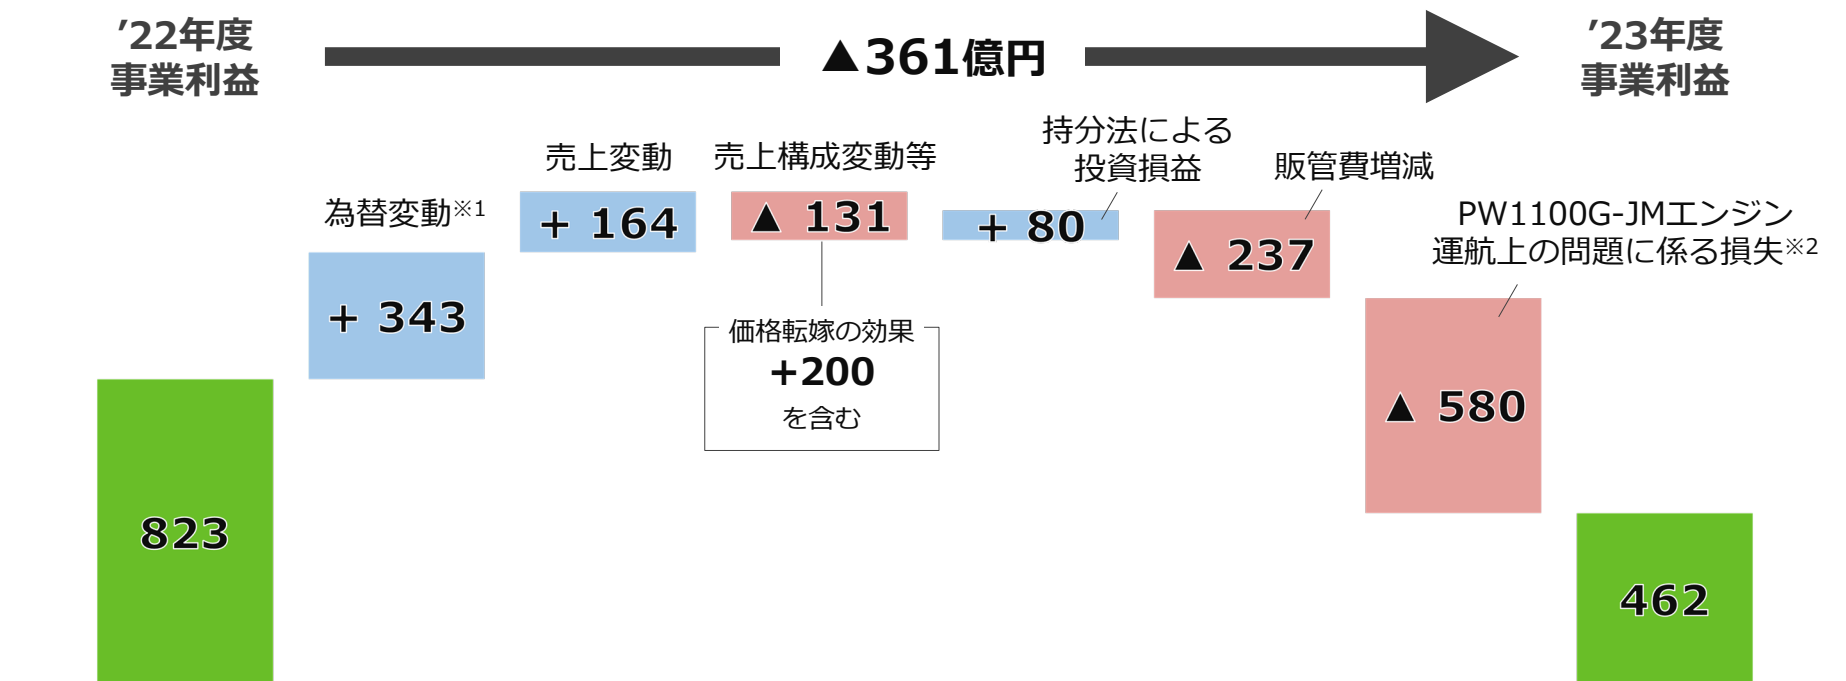 ’22年度
事業利益
▲361億円
’23年度
事業利益
為替変動※1
+ 343
売上変動
+ 164
売上構成変動等
▲ 131
価格転嫁の効果
+200
を含む
持分法による
投資損益
+ 80
販管費増減
▲ 237
PW1100G-JMエンジン
運航上の問題に係る損失※2
▲ 580
823
462